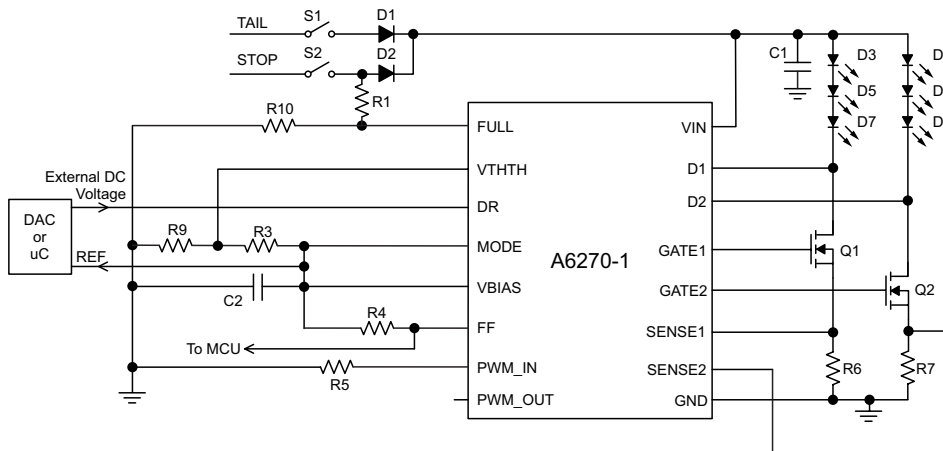 TAIL
S1
D1
STOP
S2
D2
R1
C1
D3
D
D5
D
D7
D
R10
FULL
VIN
VTHTH
D1
External DC
Voltage
DR
D2
DAC
or
uC
R9
R3
MODE
A6270-1
GATE1
Q1
REF
C2
VBIAS
GATE2
Q2
R4
FF
SENSE1
To MCU
R5
PWM_IN
SENSE2
R6
R7
PWM_OUT
GND